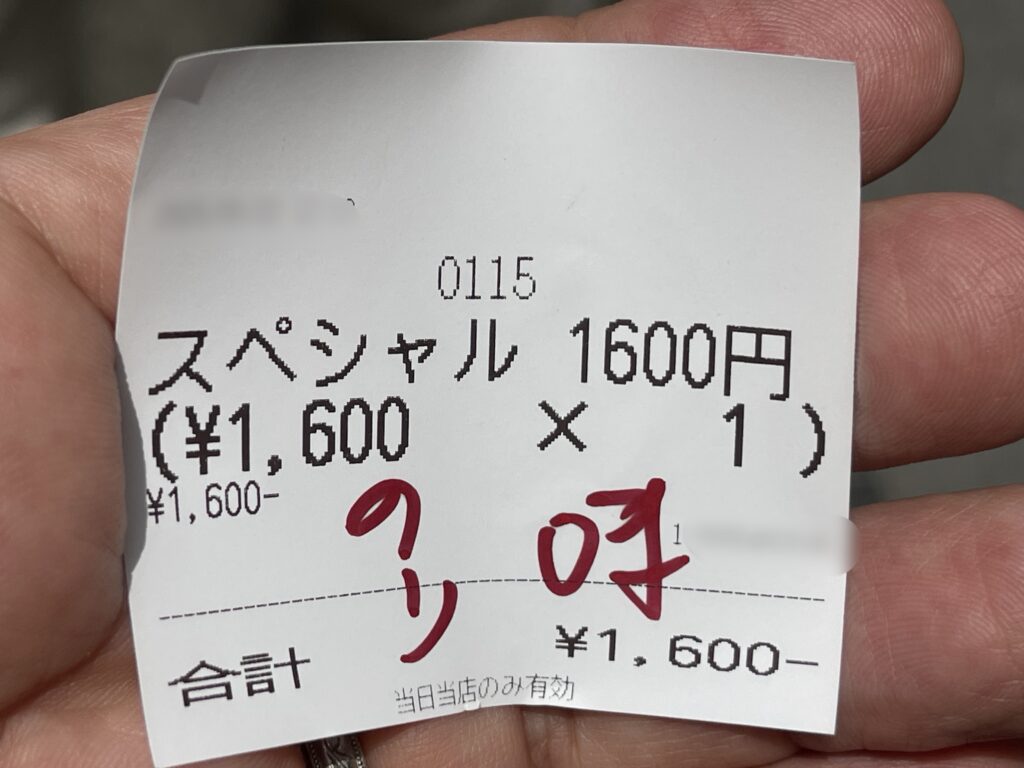 0115
スペシャル 1600円
(¥1,600 × 1)
¥1,600-
のり
1
合計 ¥1,600-
当日当店のみ有効